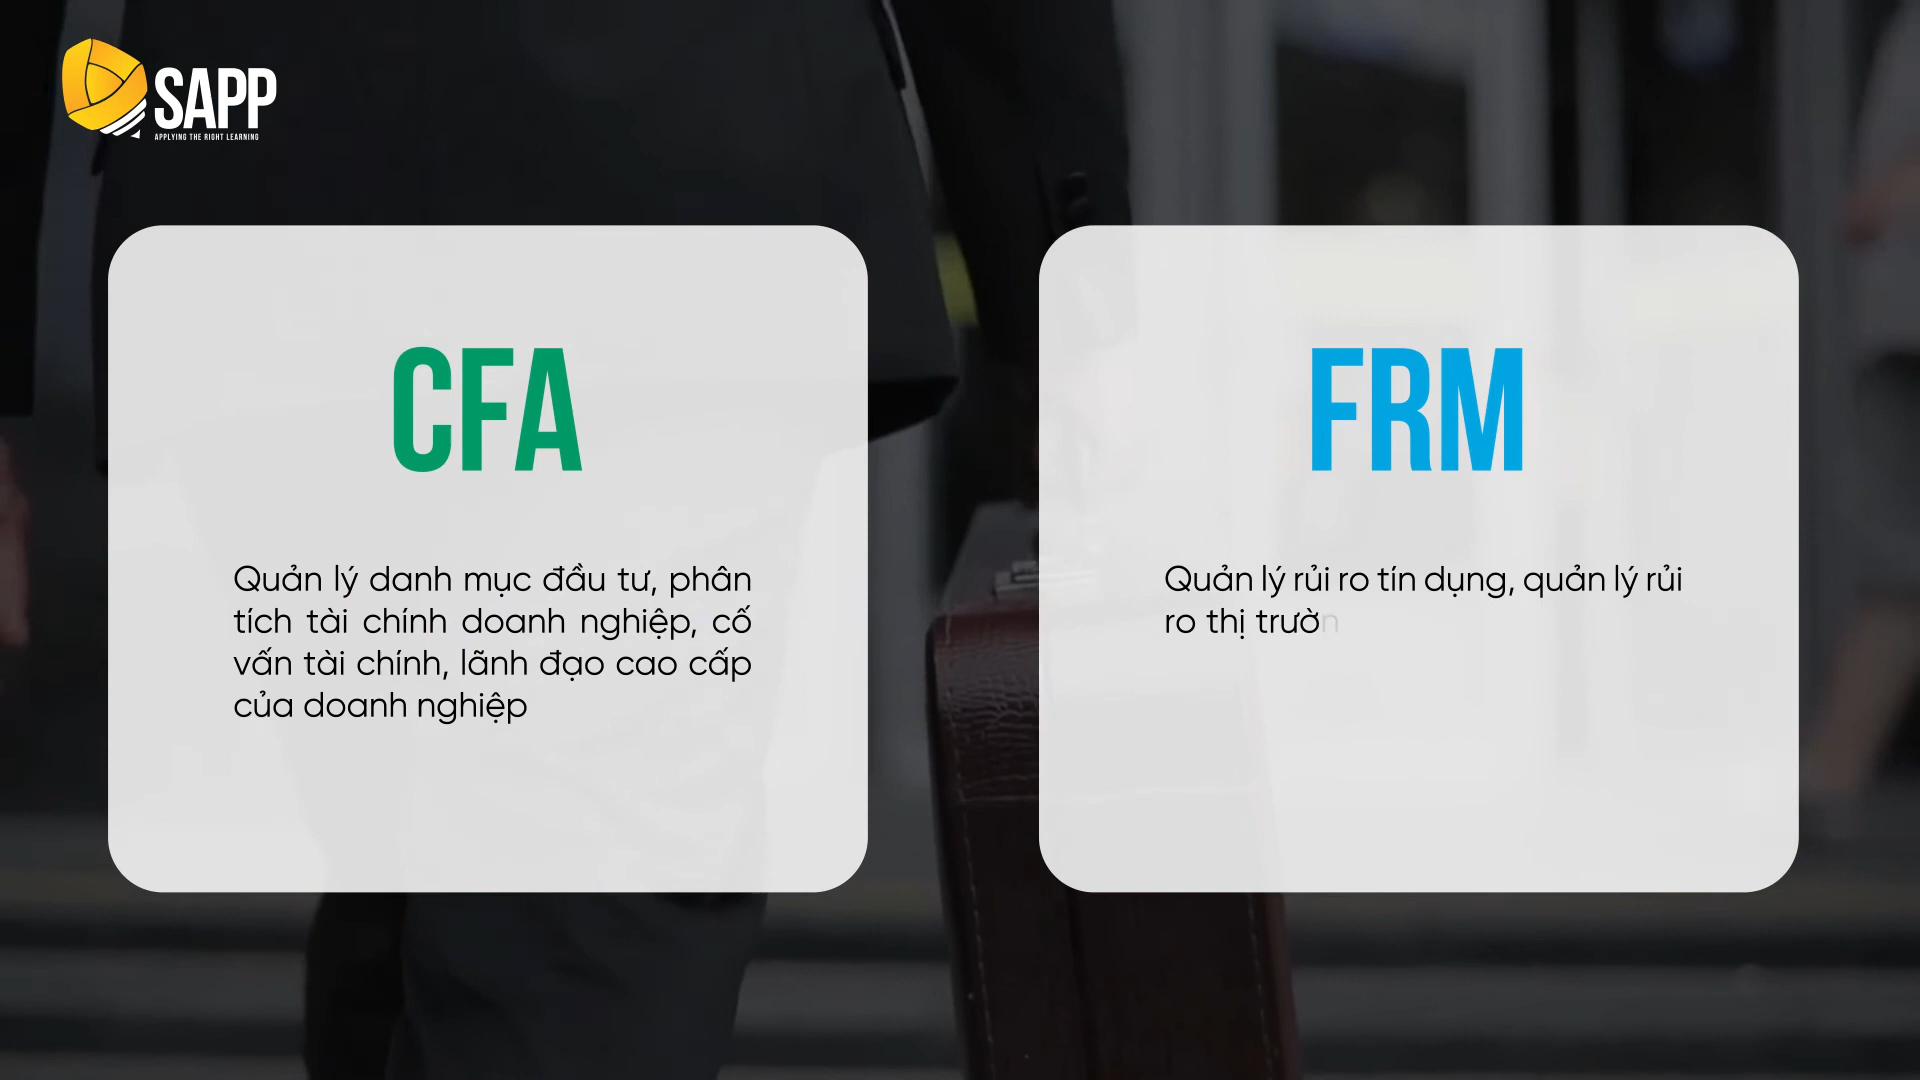 SAPP
APPLYING THE RIGHT LEARNING
CFA
Quản lý danh mục đầu tư, phân
tích tài chính doanh nghiệp, cố
vấn tài chính, lãnh đạo cao cấp
của doanh nghiệp
FRM
Quản lý rủi ro tín dụng, quản lý rủi
ro thị trườn